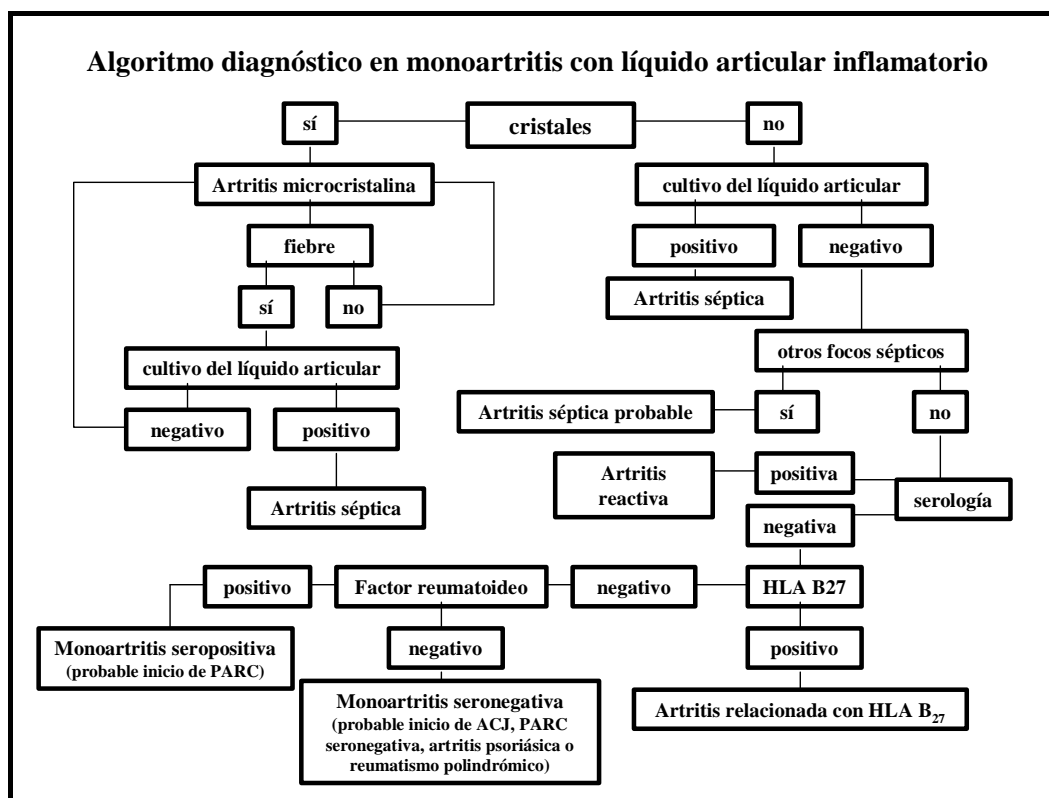 Algoritmo diagnóstico en monoartritis con líquido articular inflamatorio
sí
cristales
no
Artritis microcristalina
fiebre
sí
no
cultivo del líquido articular
negativo
positivo
Artritis séptica
cultivo del líquido articular
positivo
negativo
Artritis séptica
otros focos sépticos
Artritis séptica probable
sí
no
Artritis
reactiva
positiva
serología
negativa
positivo
Factor reumatoideo
negativo
HLA B27
Monoartritis seropositiva
(probable inicio de PARC)
negativo
positivo
Monoartritis seronegativa
(probable inicio de ACJ, PARC
seronegativa, artritis psoriásica o
reumatismo polindrómico)
Artritis relacionada con HLA B27